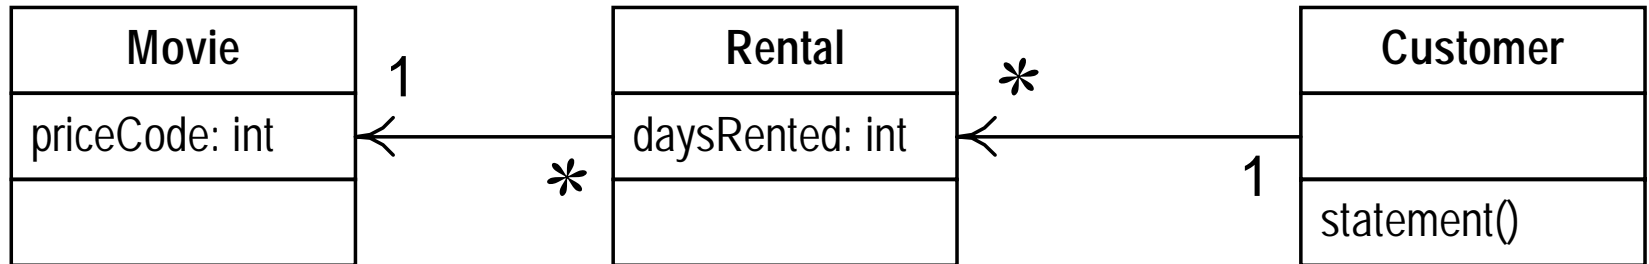 Movie
priceCode: int
1
*
Rental
daysRented: int
*
1
Customer
statement()